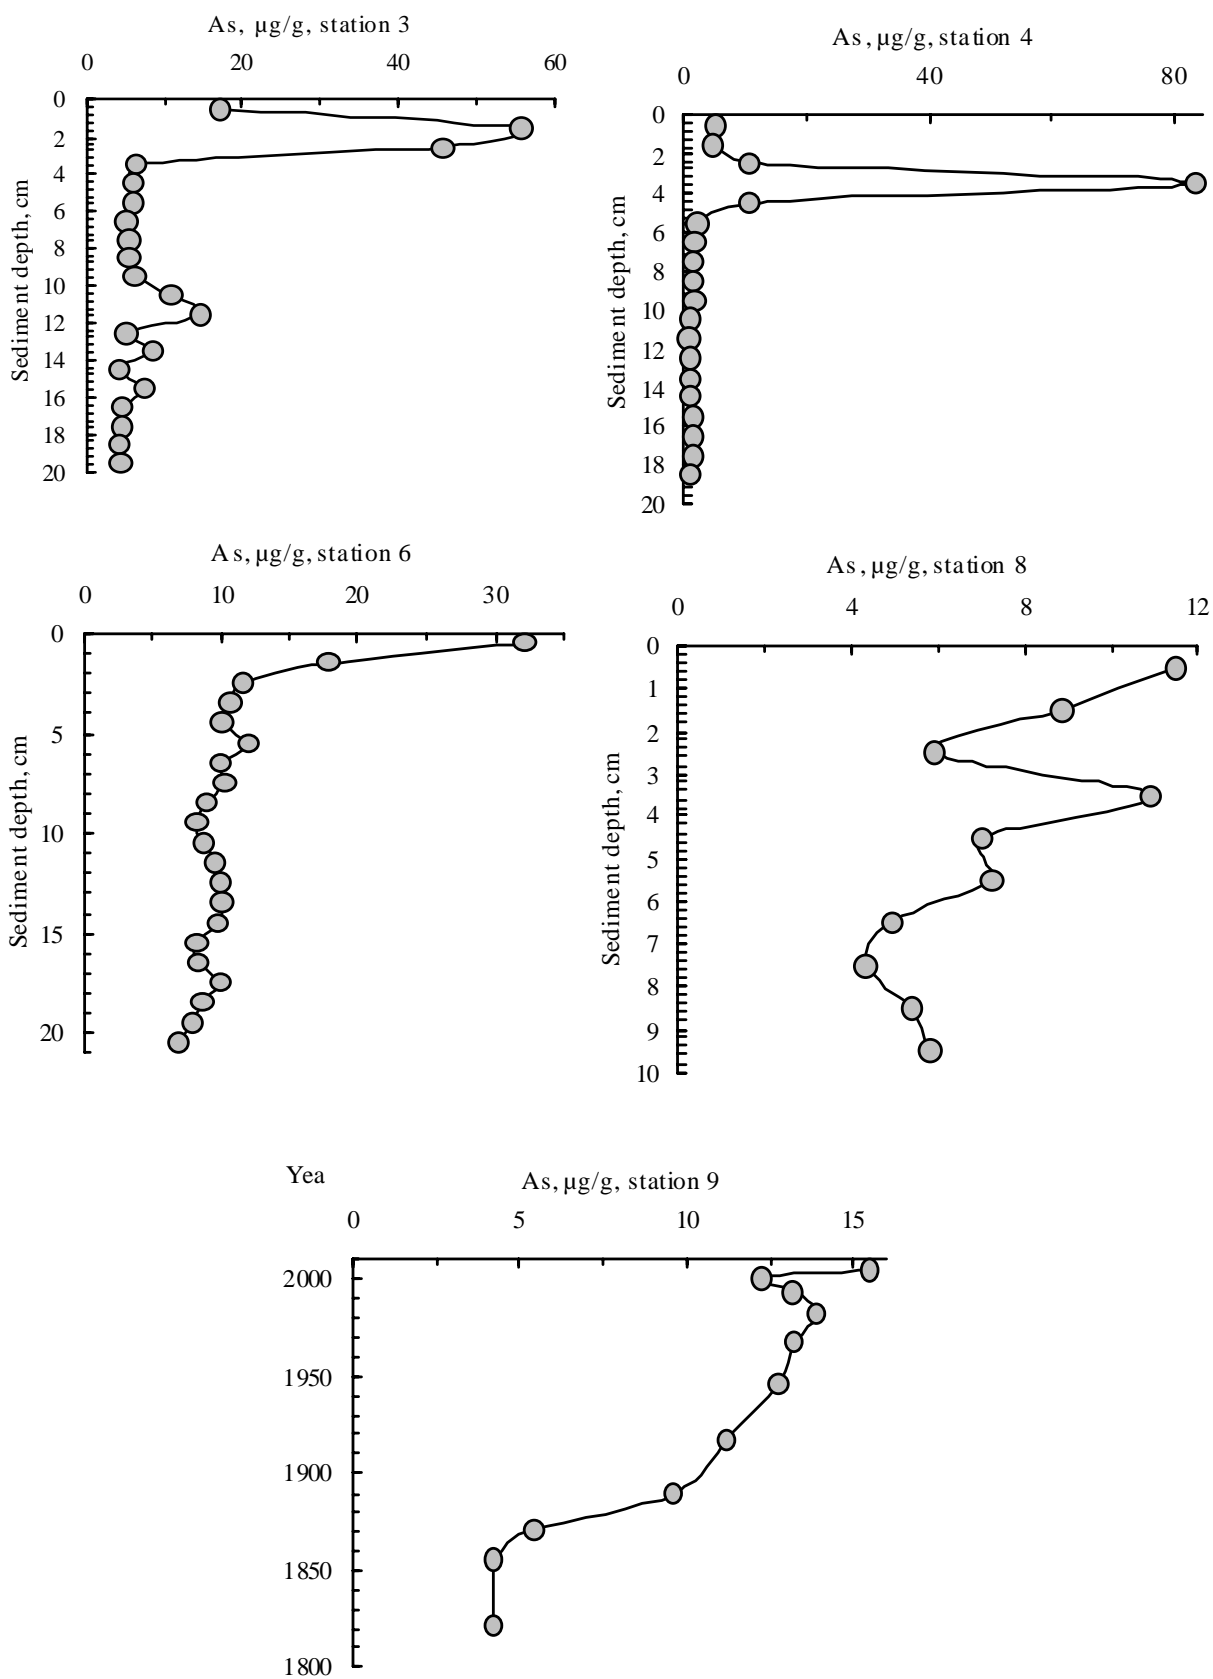 As, µg/g, station 3
0 20 40 60
0
2
4
6
8
10
12
14
16
18
20
Sediment depth, cm
As, µg/g, station 4
0 40 80
0
2
4
6
8
10
12
14
16
18
20
Sediment depth, cm
As, µg/g, station 6
0 10 20 30
0
5
10
15
20
Sediment depth, cm
As, µg/g, station 8
0 4 8 12
0
1
2
3
4
5
6
7
8
9
10
Sediment depth, cm
Yea
As, µg/g, station 9
0 5 10 15
2000
1950
1900
1850
1800